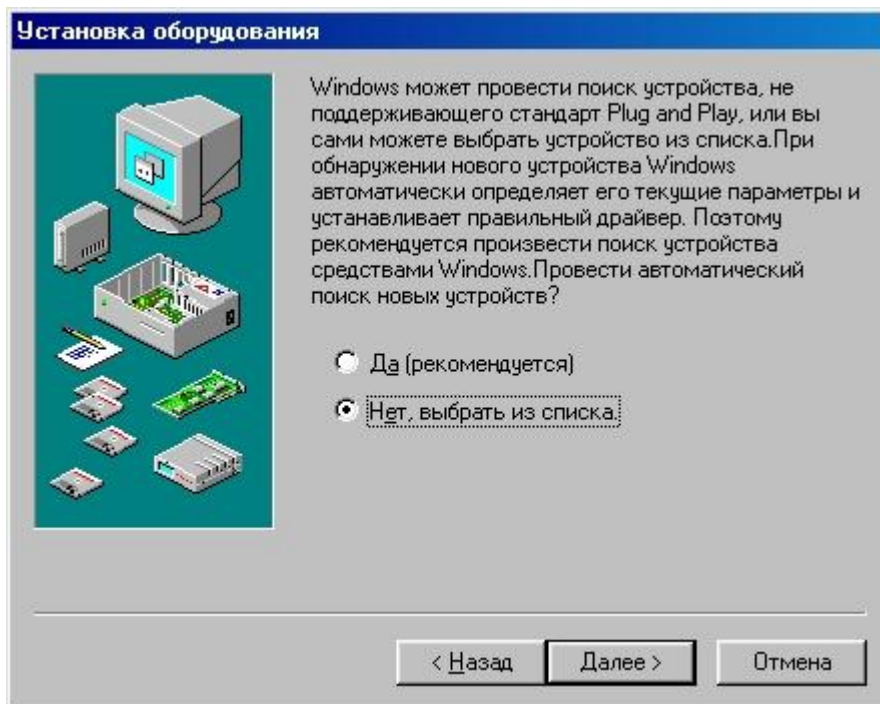 Установка оборудования
Windows может провести поиск устройства, не
поддерживающего стандарт Plug and Play, или вы
сами можете выбрать устройство из списка.При
обнаружении нового устройства Windows
автоматически определяет его текущие параметры и
устанавливает правильный драйвер. Поэтому
рекомендуется произвести поиск устройства
средствами Windows.Провести автоматический
поиск новых устройств?
Да (рекомендуется)
Нет, выбрать из списка.
< Назад Далее > Отмена